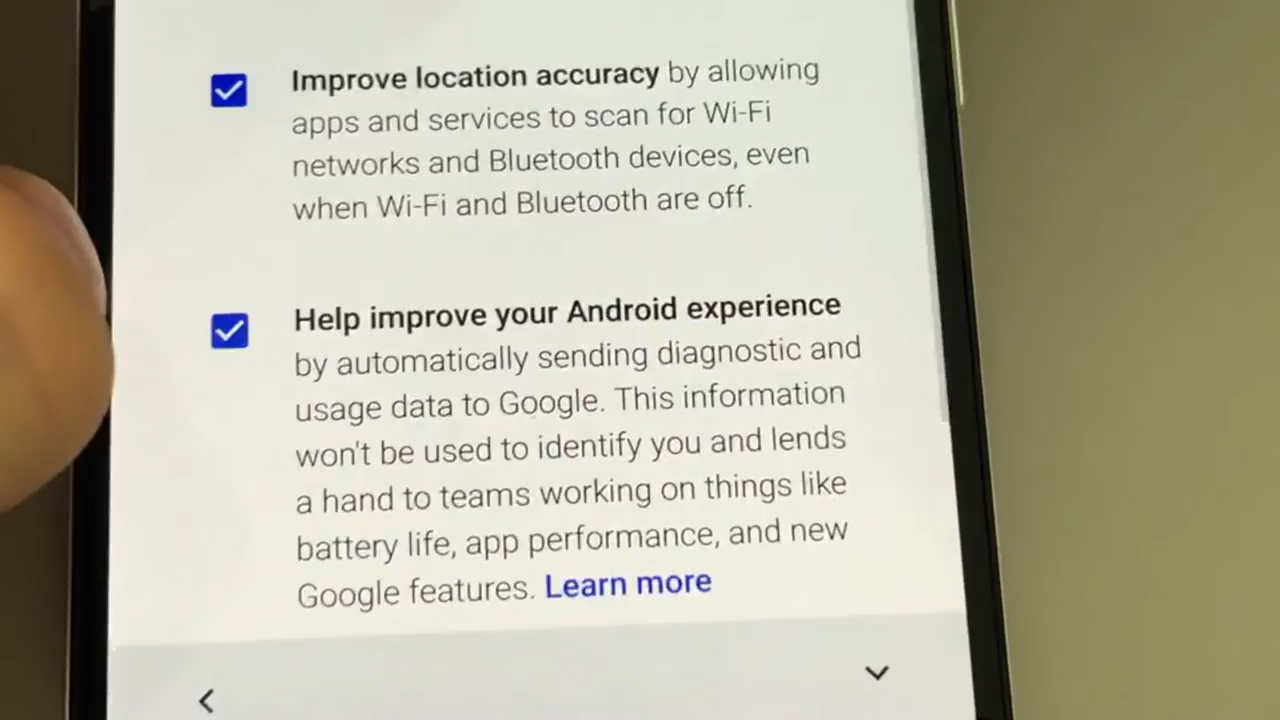 Improve location accuracy by allowing
apps and services to scan for Wi-Fi
networks and Bluetooth devices, even
when Wi-Fi and Bluetooth are off.
Help improve your Android experience
by automatically sending diagnostic and
usage data to Google. This information
won't be used to identify you and lends
a hand to teams working on things like
battery life, app performance, and new
Google features. Learn more